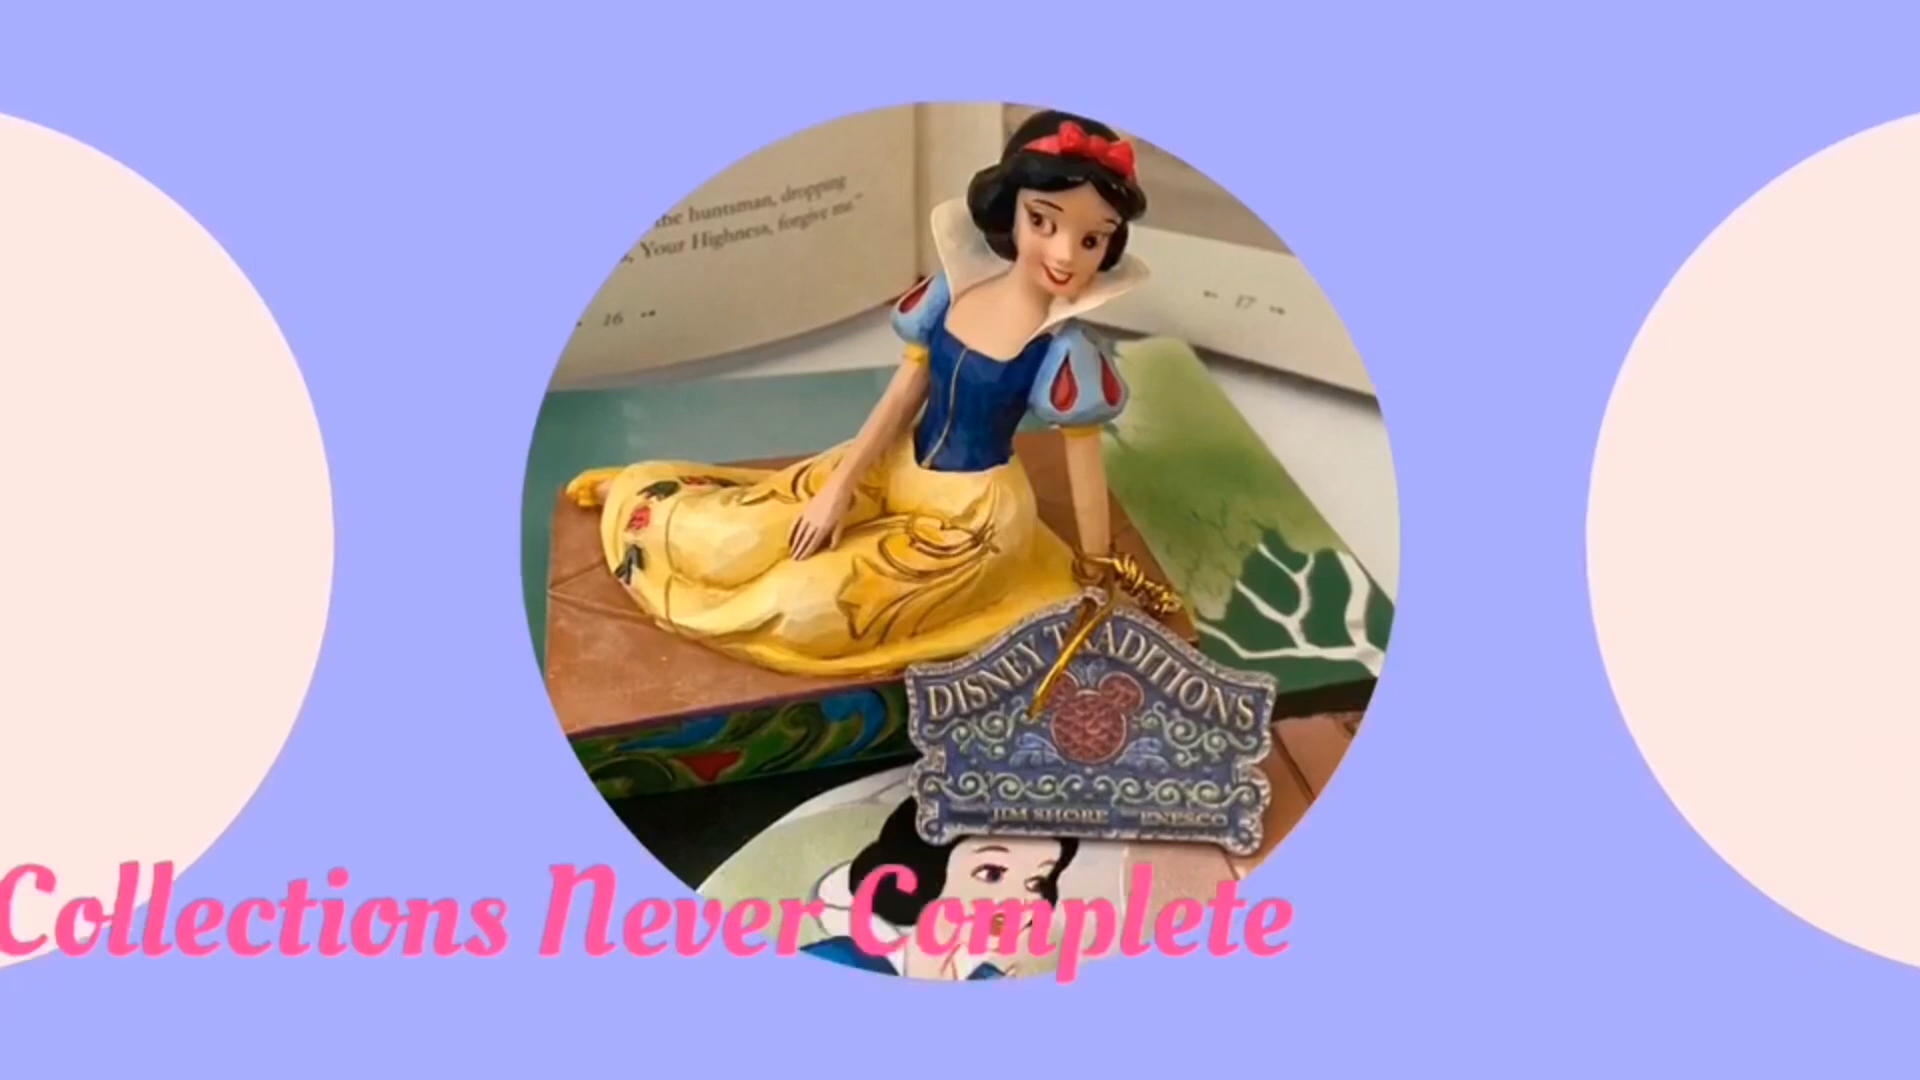 the huntsman, dropping
Your Highness, forgive me."
16
17
DISNEY TRADITIONS
JIM SHORE ENESCO
Collections Never Complete